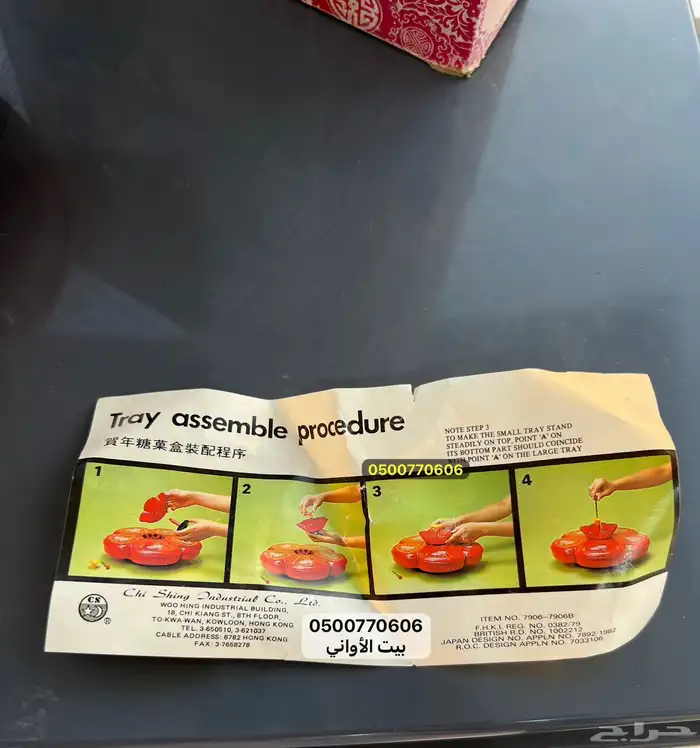 Tray assemble procedure
賀年糖菓盒裝配程序
NOTE STEP 3
TO MAKE THE SMALL TRAY STAND
STEADILY ON TOP, POINT 'A' ON
ITS BOTTOM PART SHOULD COINCIDE
WITH POINT 'A' ON THE LARGE TRAY
0500770606
1
2
3
4
CS
®
Chi Shing Industrial Co., Ltd.
WOO HING INDUSTRIAL BUILDING,
18, CHI KIANG ST., 8TH FLOOR,
TO-KWA-WAN, KOWLOON, HONG KONG
TEL. 3-650510, 3-621037
CABLE ADDRESS: 8782 HONG KONG
FAX: 3-7658278
0500770606
بيت الأواني
ITEM NO. 7906-7906B
F.H.K.I. REG. NO. 0382/79
BRITISH R.D. NO. 1002212
JAPAN DESIGN NO. APPLN NO. 7892/1982
R.O.C. DESIGN APPLN NO. 7033106
حراج